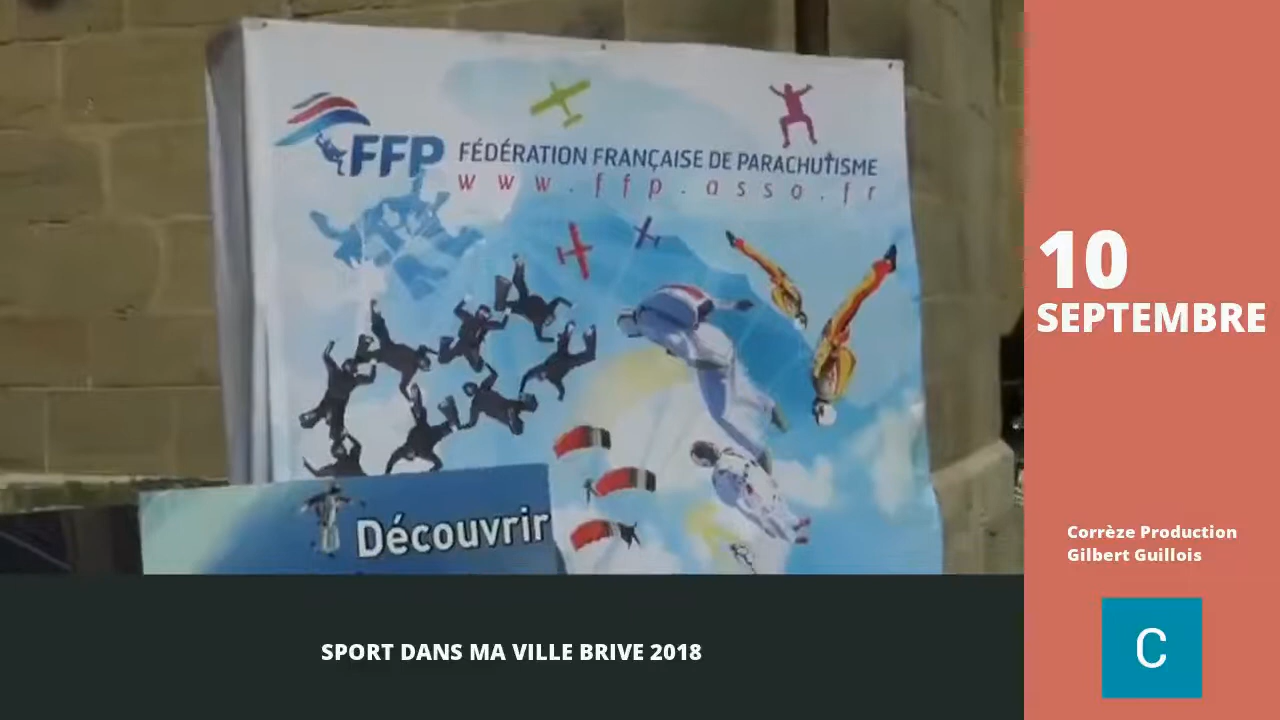 FFP
FÉDÉRATION FRANÇAISE DE PARACHUTISME
www.ffp.asso.fr
Découvrir
10
SEPTEMBRE
Corrèze Production
Gilbert Guillois
C
SPORT DANS MA VILLE BRIVE 2018